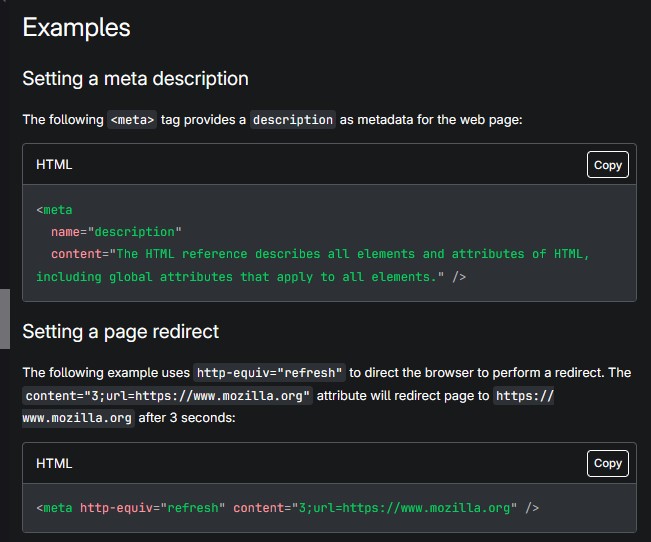 Examples
Setting a meta description
The following <meta> tag provides a description as metadata for the web page:
HTML
Copy
<meta
name="description"
content="The HTML reference describes all elements and attributes of HTML,
including global attributes that apply to all elements." />
Setting a page redirect
The following example uses http-equiv="refresh" to direct the browser to perform a redirect. The
content="3;url=https://www.mozilla.org" attribute will redirect page to https://
www.mozilla.org after 3 seconds:
HTML
Copy
<meta http-equiv="refresh" content="3;url=https://www.mozilla.org" />